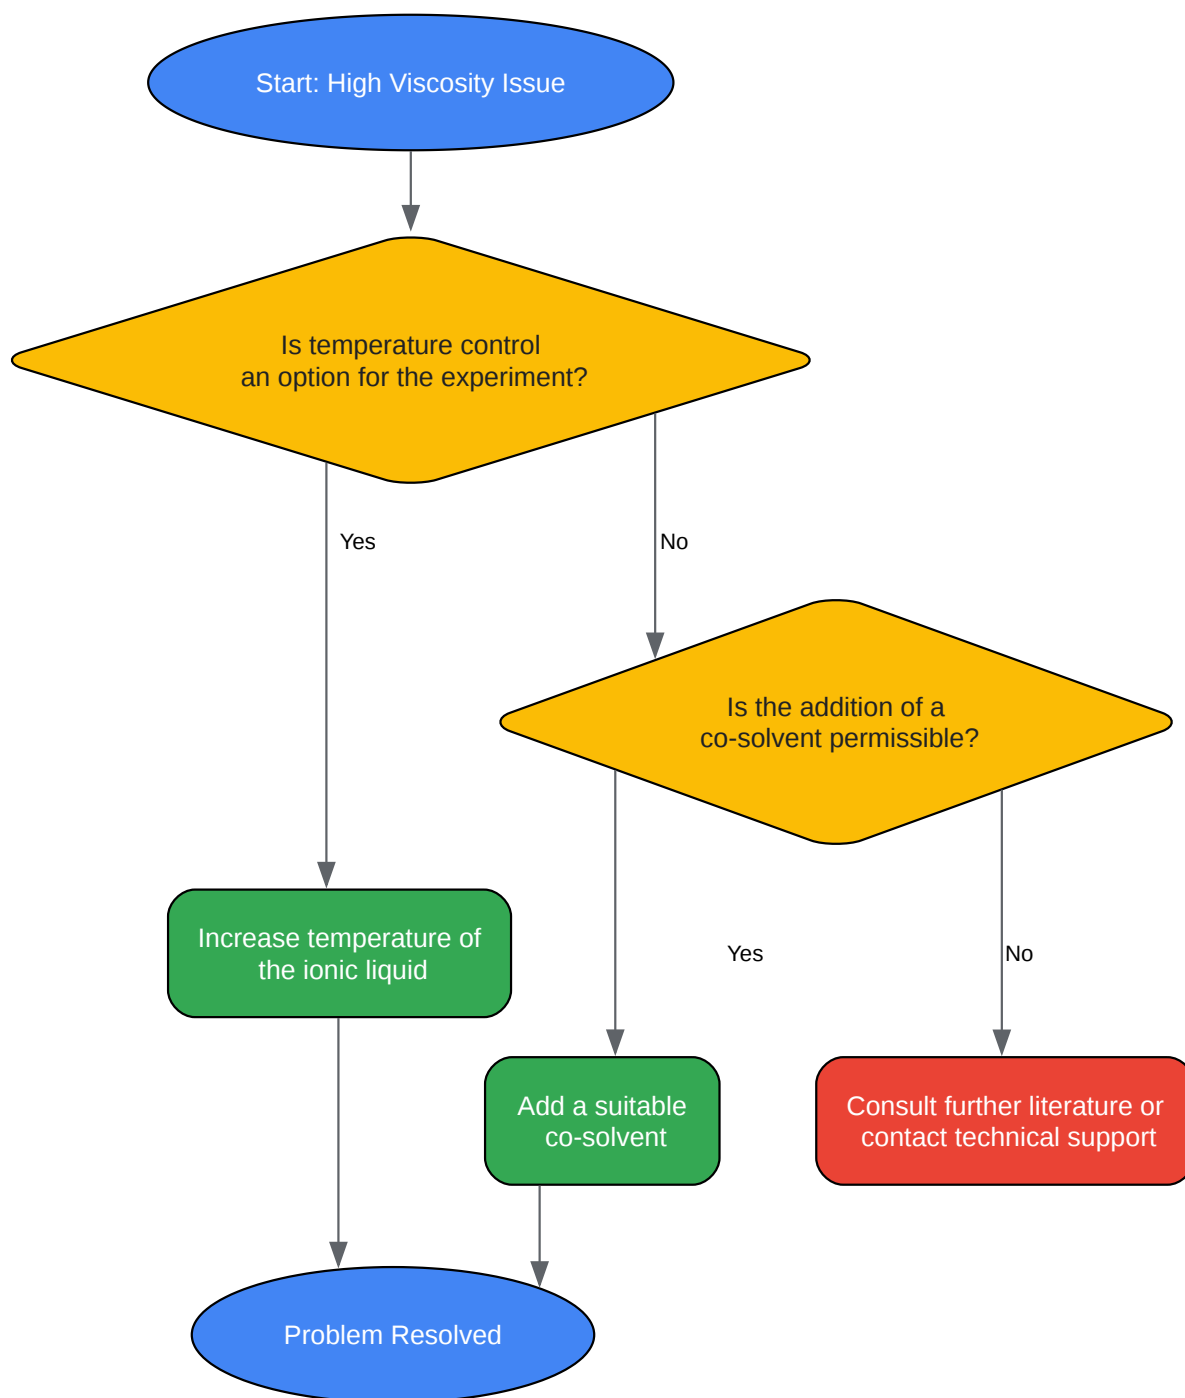 Start: High Viscosity Issue
Is temperature control
an option for the experiment?
Yes
No
Is the addition of a
co-solvent permissible?
Increase temperature of
the ionic liquid
Yes
No
Add a suitable
co-solvent
Consult further literature or
contact technical support
Problem Resolved